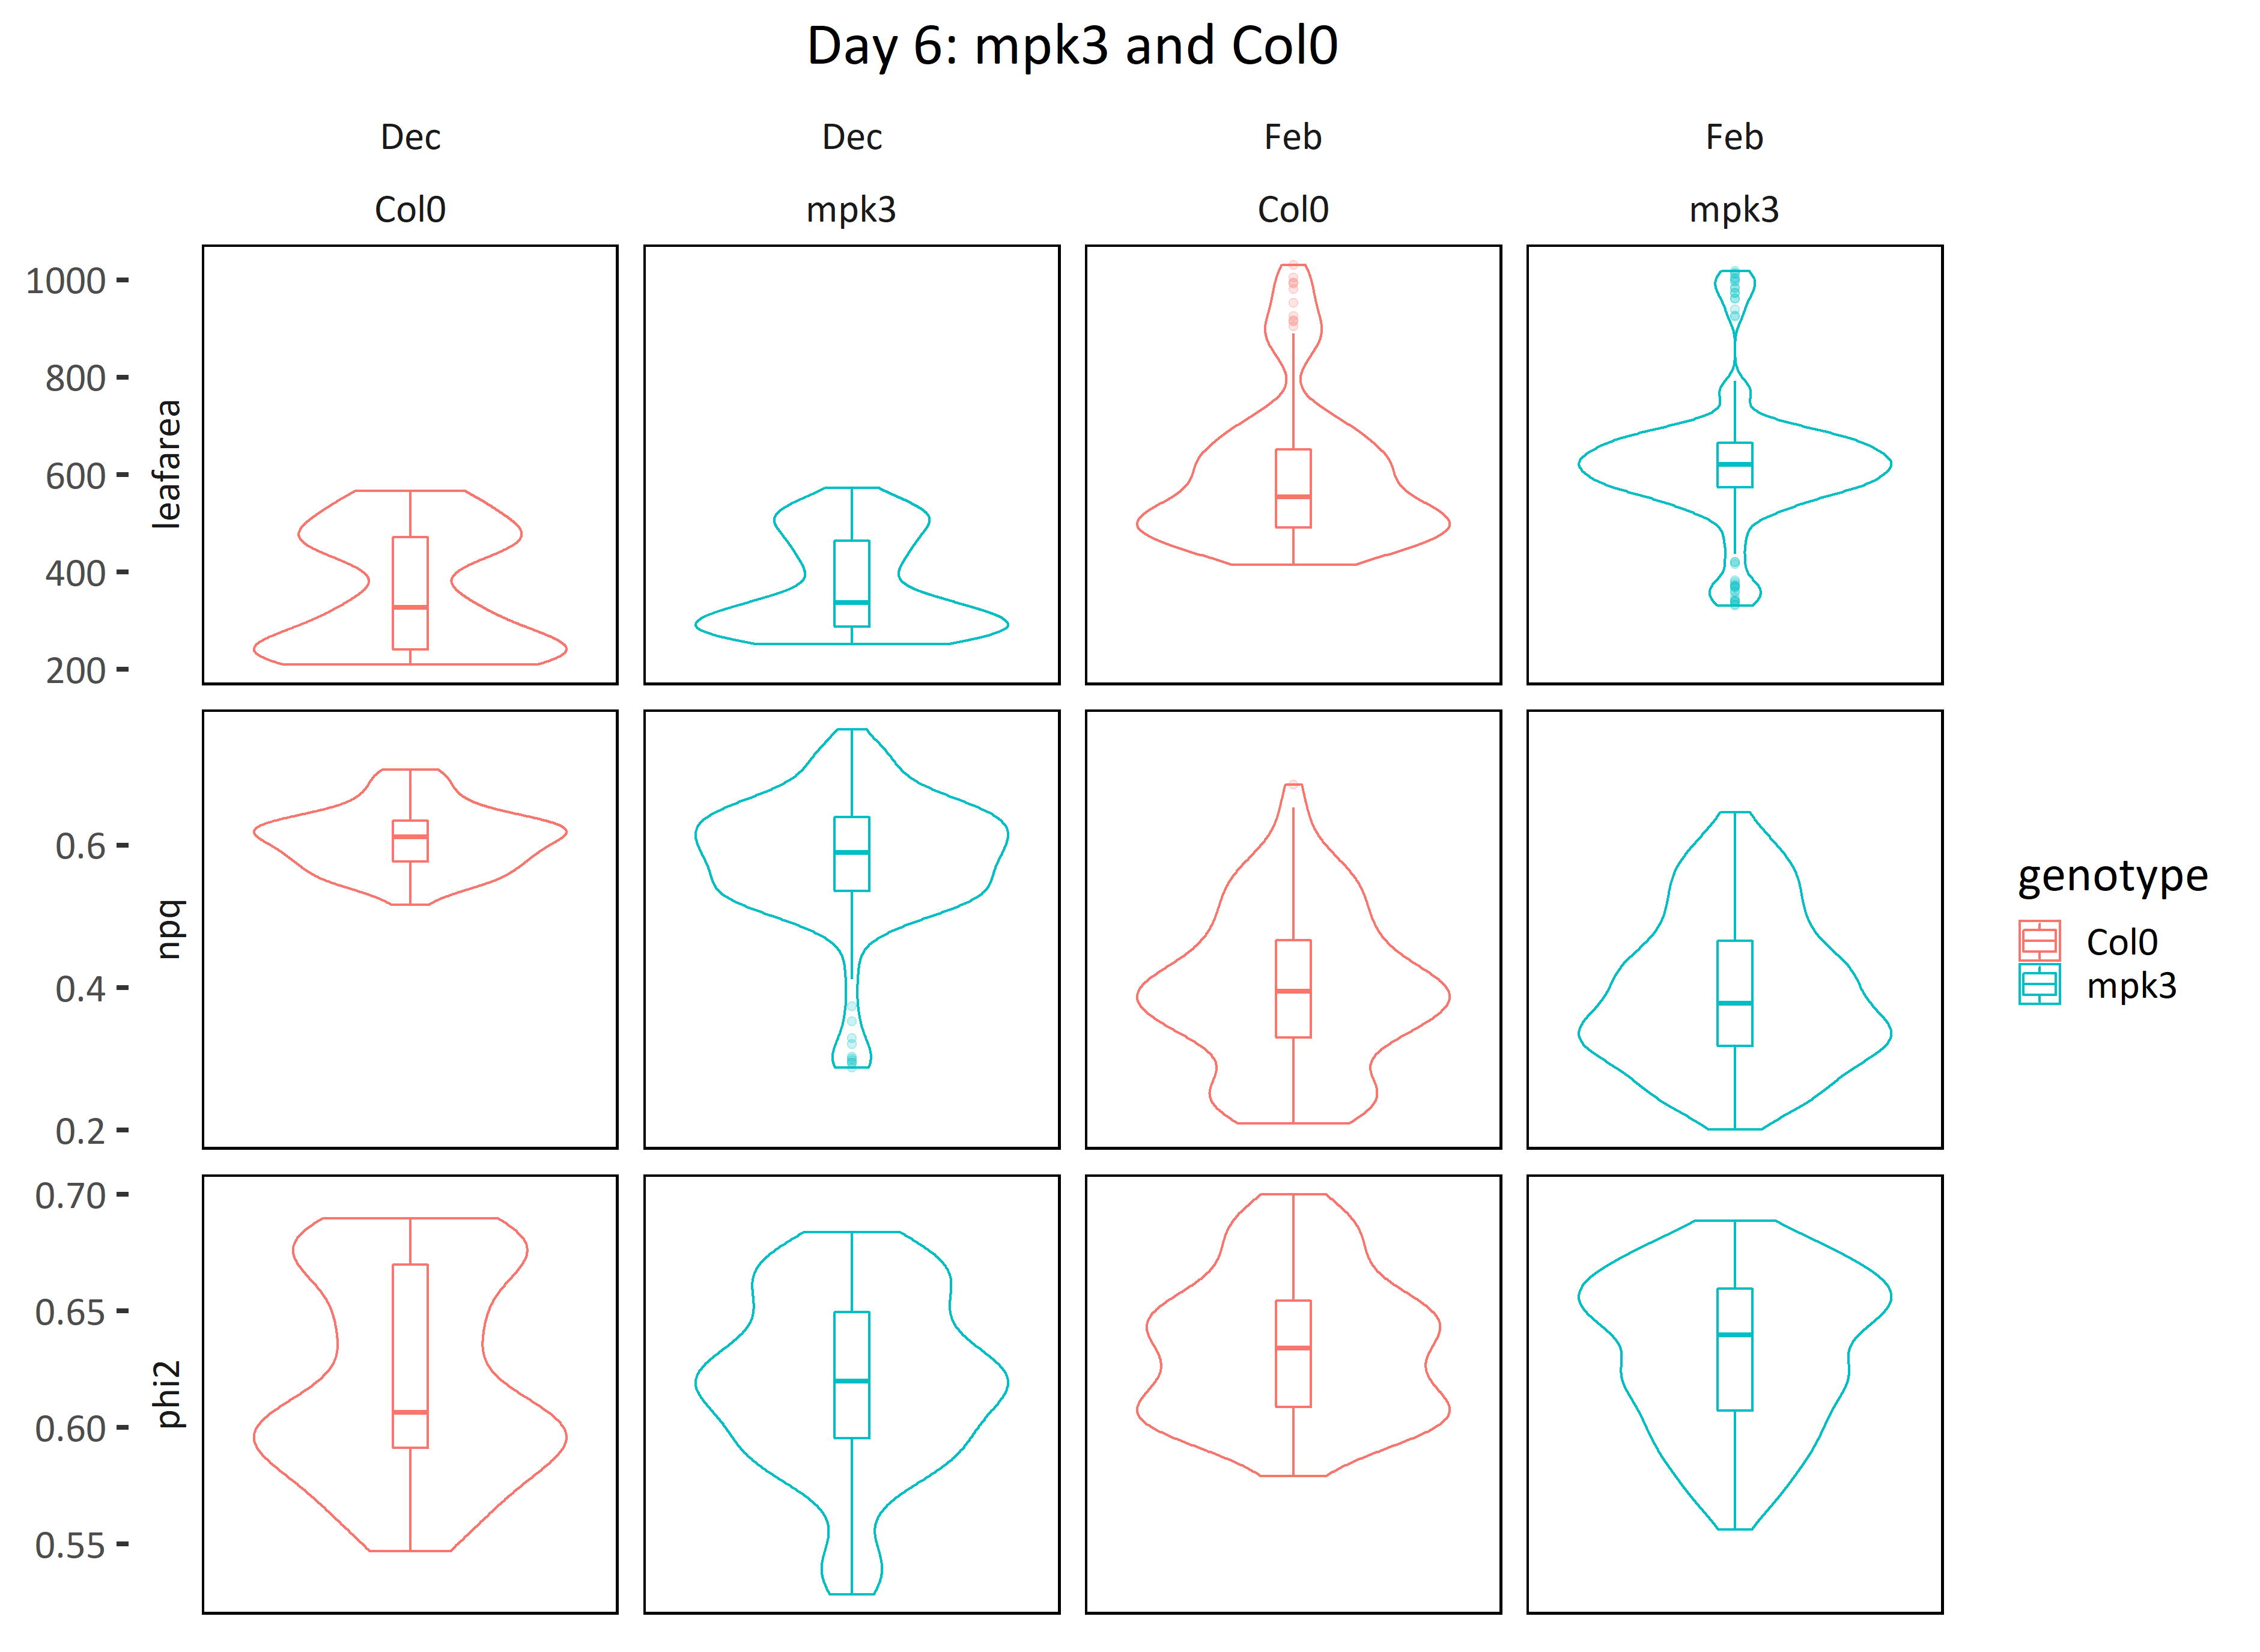 Day 6: mpk3 and Col0
Dec Dec Feb Feb
Col0 mpk3 Col0 mpk3
leafarea
1000
800
600
400
200
npq
0.6
0.4
0.2
phi2
0.70
0.65
0.60
0.55
genotype
Col0
mpk3